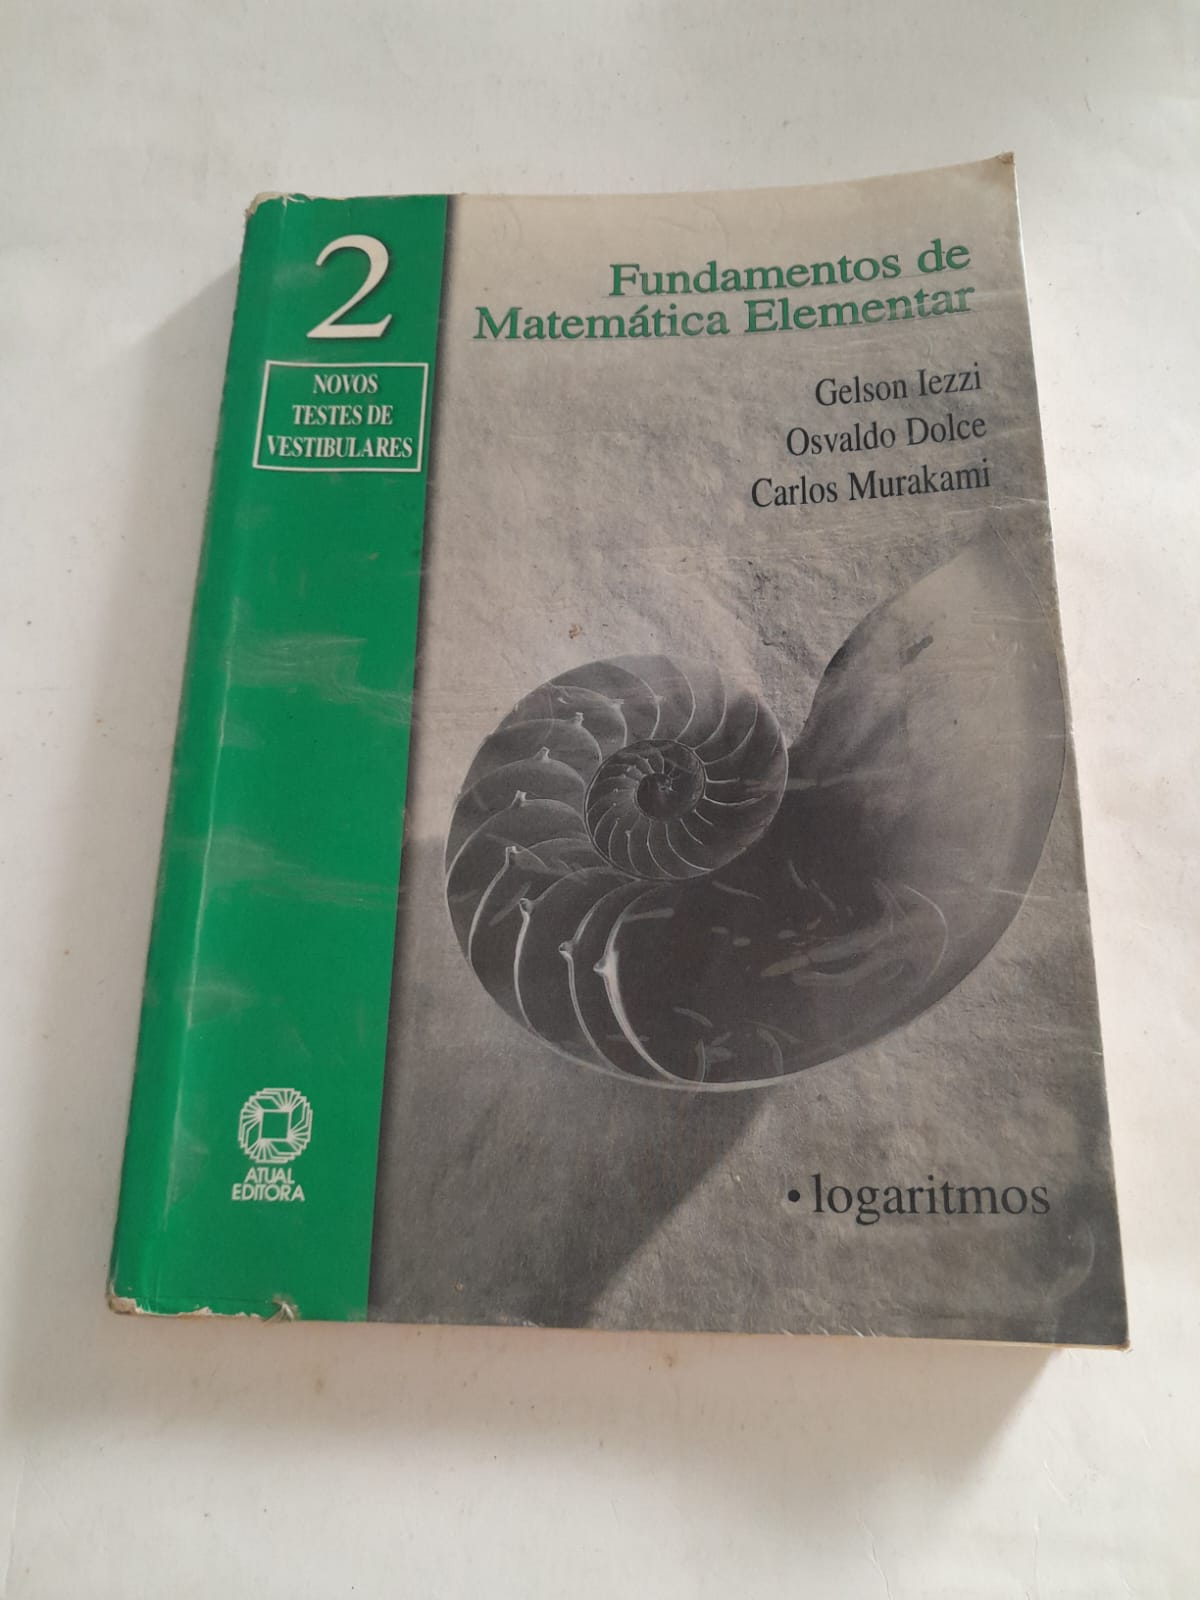 2
NOVOS
TESTES DE
VESTIBULARES
Fundamentos de
Matemática Elementar
Gelson Iezzi
Osvaldo Dolce
Carlos Murakami
• logaritmos
ATUAL
EDITORA